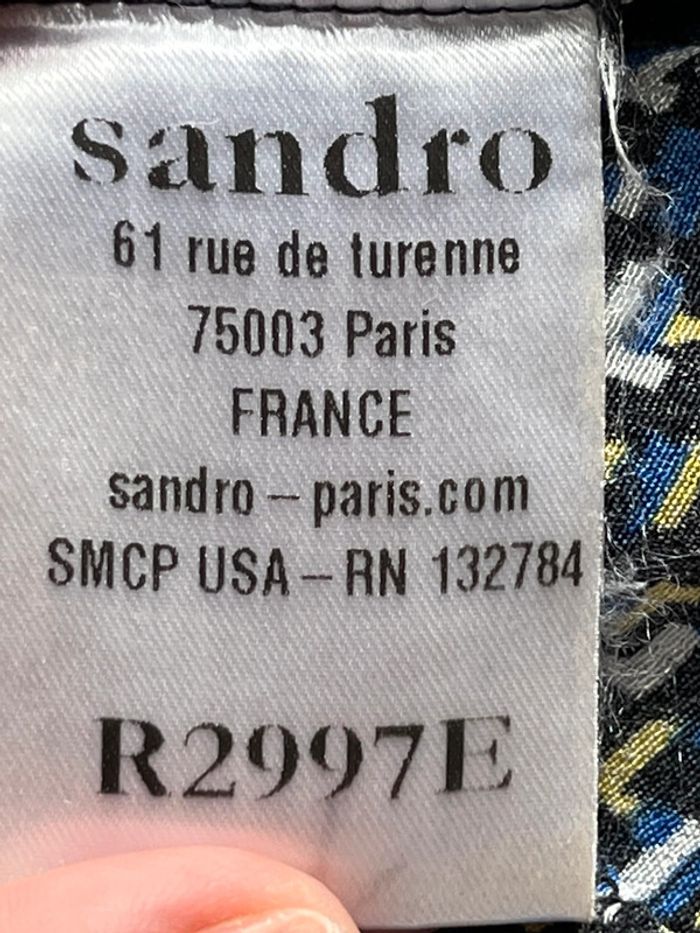 sandro
61 rue de turenne
75003 Paris
FRANCE
sandro – paris.com
SMCP USA – RN 132784
R2997E